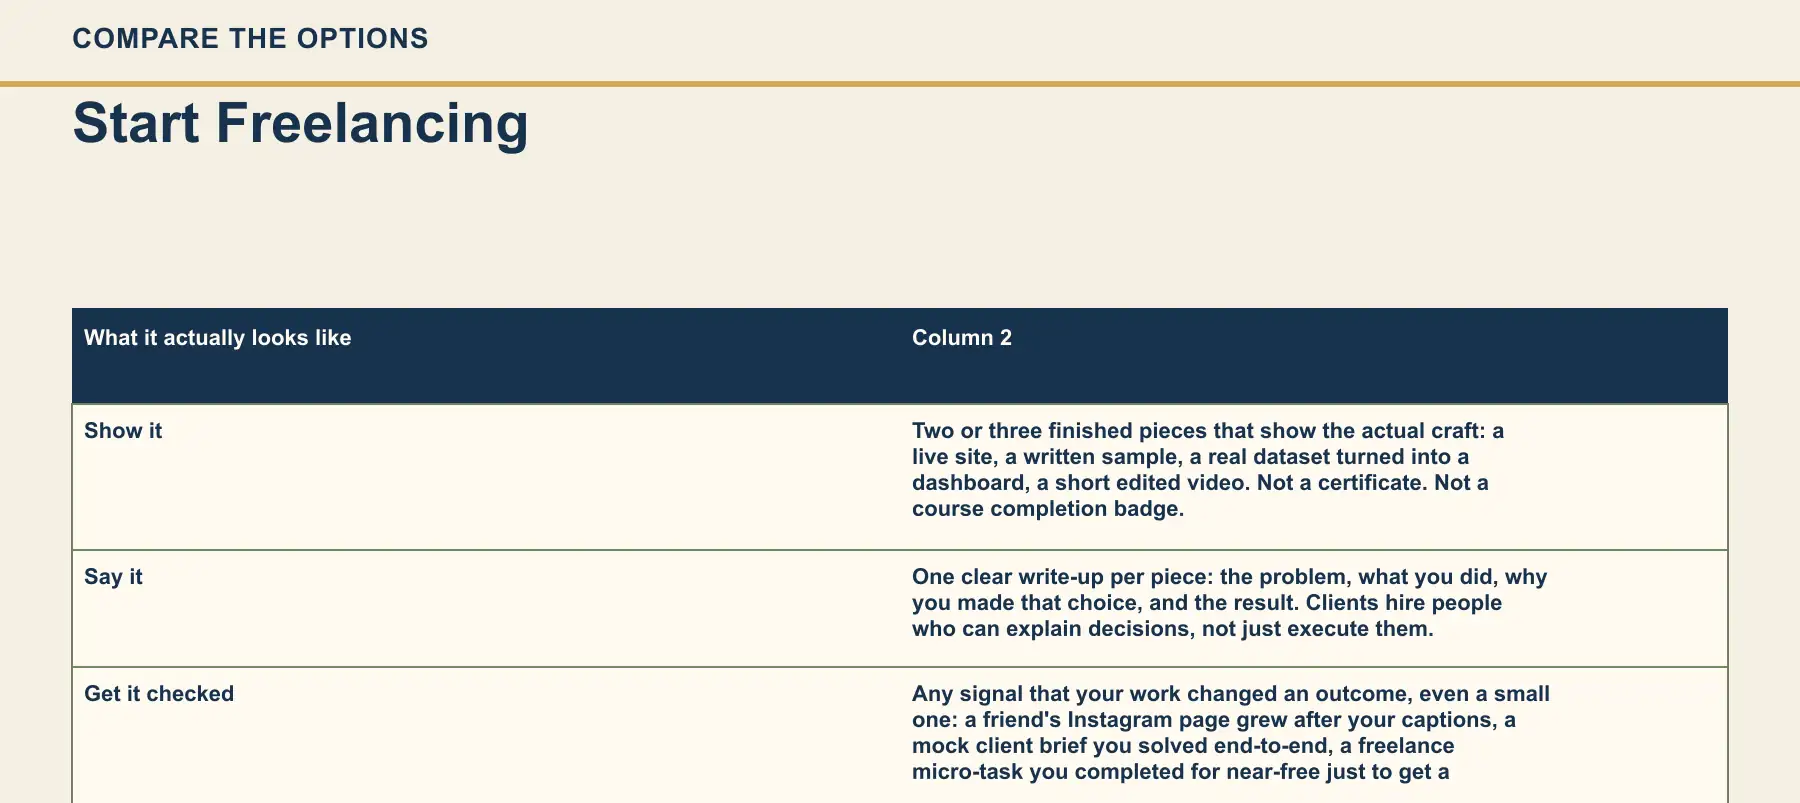 COMPARE THE OPTIONS
Start Freelancing
What it actually looks like
Column 2
Show it
Two or three finished pieces that show the actual craft: a
live site, a written sample, a real dataset turned into a
dashboard, a short edited video. Not a certificate. Not a
course completion badge.
Say it
One clear write-up per piece: the problem, what you did, why
you made that choice, and the result. Clients hire people
who can explain decisions, not just execute them.
Get it checked
Any signal that your work changed an outcome, even a small
one: a friend's Instagram page grew after your captions, a
mock client brief you solved end-to-end, a freelance
micro-task you completed for near-free just to get a